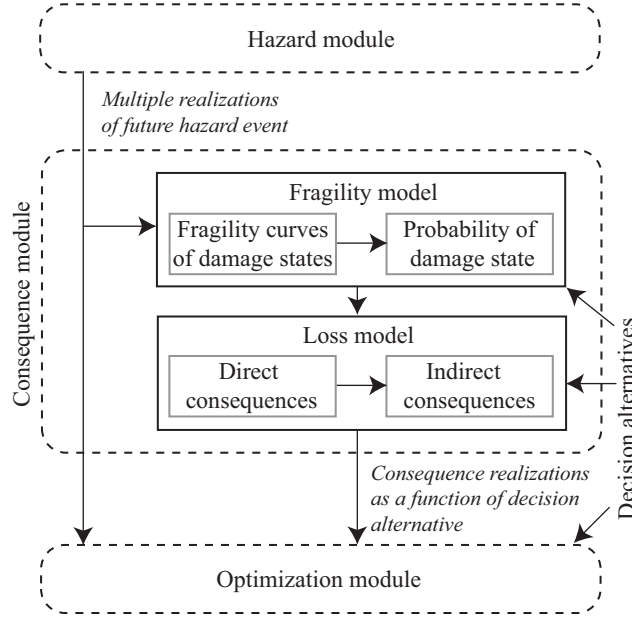 Hazard module
Multiple realizations
of future hazard event
Consequence module
Fragility model
Fragility curves
of damage states
Probability of
damage state
Loss model
Direct
consequences
Indirect
consequences
Decision alternatives
Consequence realizations
as a function of decision
alternative
Optimization module